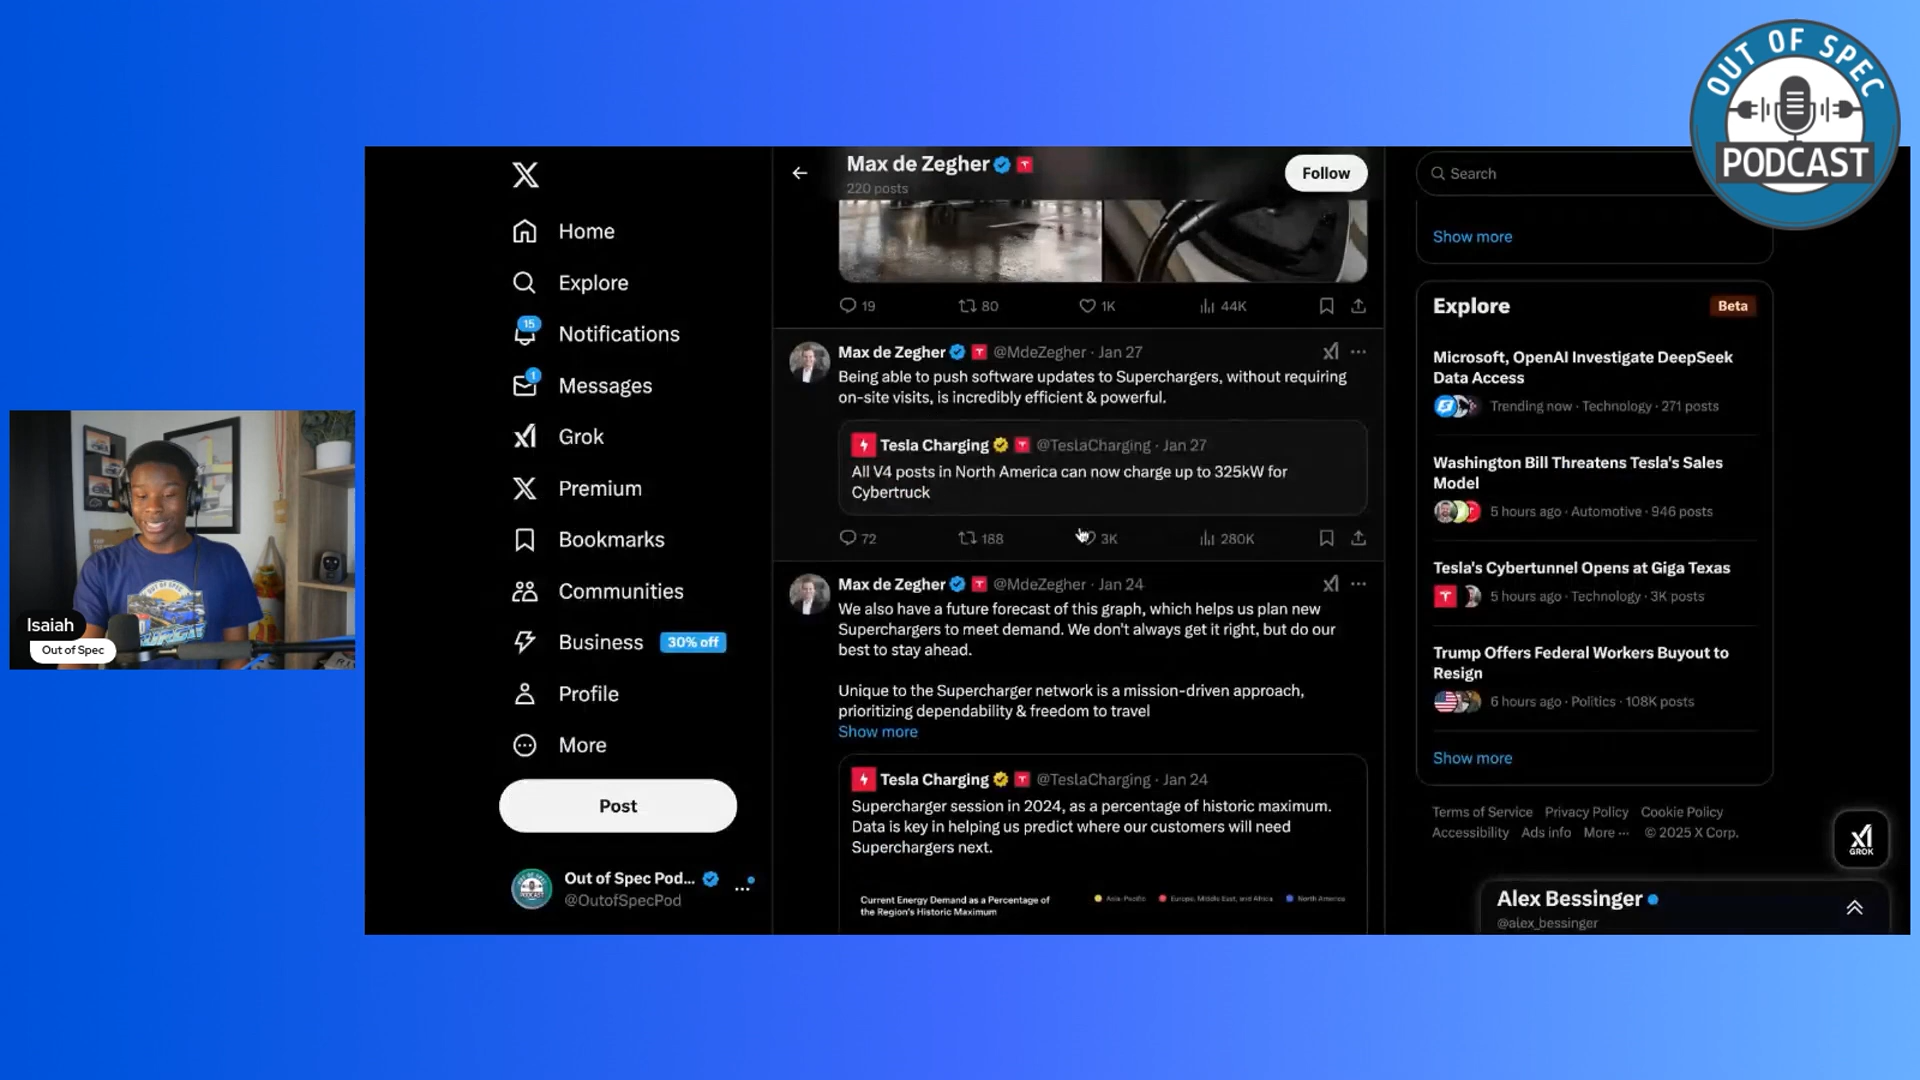 OUT OF SPEC
PODCAST
Isaiah
Out of Spec
Home
Explore
15
Notifications
1
Messages
Grok
Premium
Bookmarks
Communities
Business
30% off
Profile
More
Post
Out of Spec Pod...
@OutofSpecPod
Max de Zegher
220 posts
Follow
19
80
1K
44K
Max de Zegher @MdeZegher · Jan 27
Being able to push software updates to Superchargers, without requiring
on-site visits, is incredibly efficient & powerful.
Tesla Charging @TeslaCharging · Jan 27
All V4 posts in North America can now charge up to 325kW for
Cybertruck
72
188
3K
280K
Max de Zegher @MdeZegher · Jan 24
We also have a future forecast of this graph, which helps us plan new
Superchargers to meet demand. We don't always get it right, but do our
best to stay ahead.
Unique to the Supercharger network is a mission-driven approach,
prioritizing dependability & freedom to travel
Show more
Tesla Charging @TeslaCharging · Jan 24
Supercharger session in 2024, as a percentage of historic maximum.
Data is key in helping us predict where our customers will need
Superchargers next.
Current Energy Demand as a Percentage of
the Region's Historic Maximum
Asia-Pacific
Europe, Middle East, and Africa
North America
Search
Show more
Explore
Beta
Microsoft, OpenAI Investigate DeepSeek
Data Access
Trending now · Technology · 271 posts
Washington Bill Threatens Tesla's Sales
Model
5 hours ago · Automotive · 946 posts
Tesla's Cybertunnel Opens at Giga Texas
5 hours ago · Technology · 3K posts
Trump Offers Federal Workers Buyout to
Resign
6 hours ago · Politics · 108K posts
Show more
Terms of Service Privacy Policy Cookie Policy
Accessibility Ads info More ··· © 2025 X Corp.
GROK
Alex Bessinger
@alex_bessinger